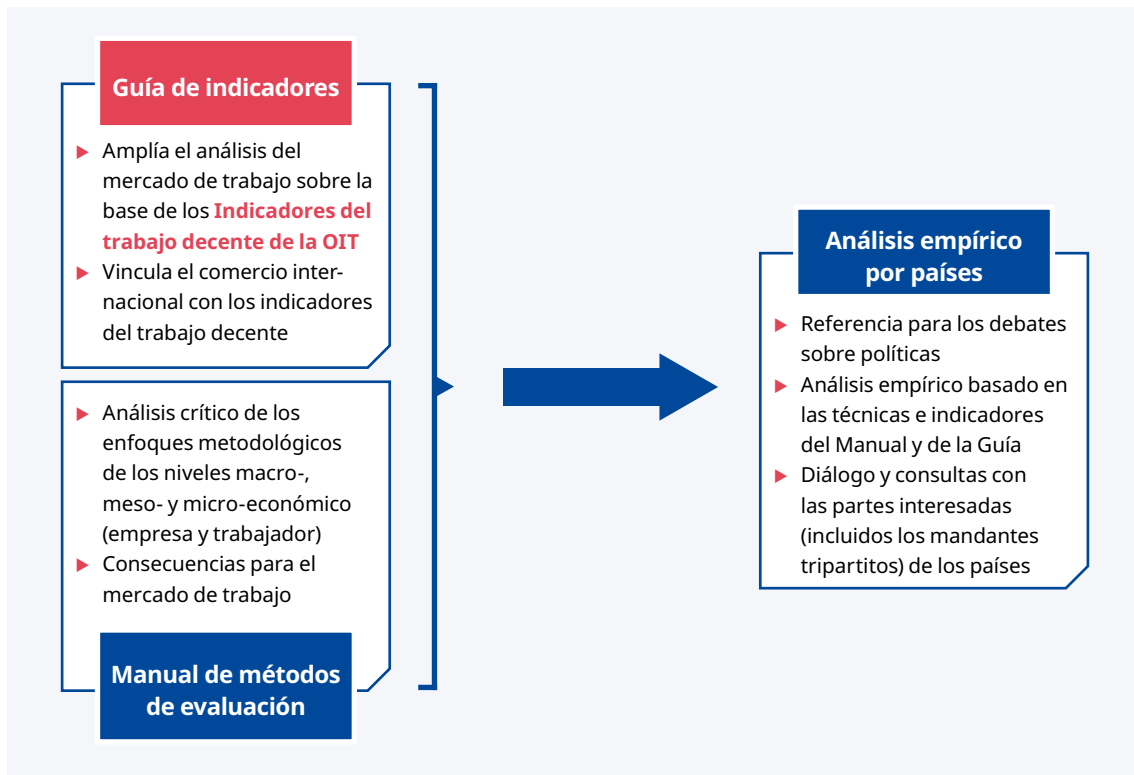 Guía de indicadores
▶ Amplía el análisis del
mercado de trabajo sobre la
base de los Indicadores del
trabajo decente de la OIT
▶ Vincula el comercio inter-
nacional con los indicadores
del trabajo decente
▶ Análisis crítico de los
enfoques metodológicos
de los niveles macro-,
meso- y micro-económico
(empresa y trabajador)
▶ Consecuencias para el
mercado de trabajo
Manual de métodos
de evaluación
Análisis empírico
por países
▶ Referencia para los debates
sobre políticas
▶ Análisis empírico basado en
las técnicas e indicadores
del Manual y de la Guía
▶ Diálogo y consultas con
las partes interesadas
(incluidos los mandantes
tripartitos) de los países